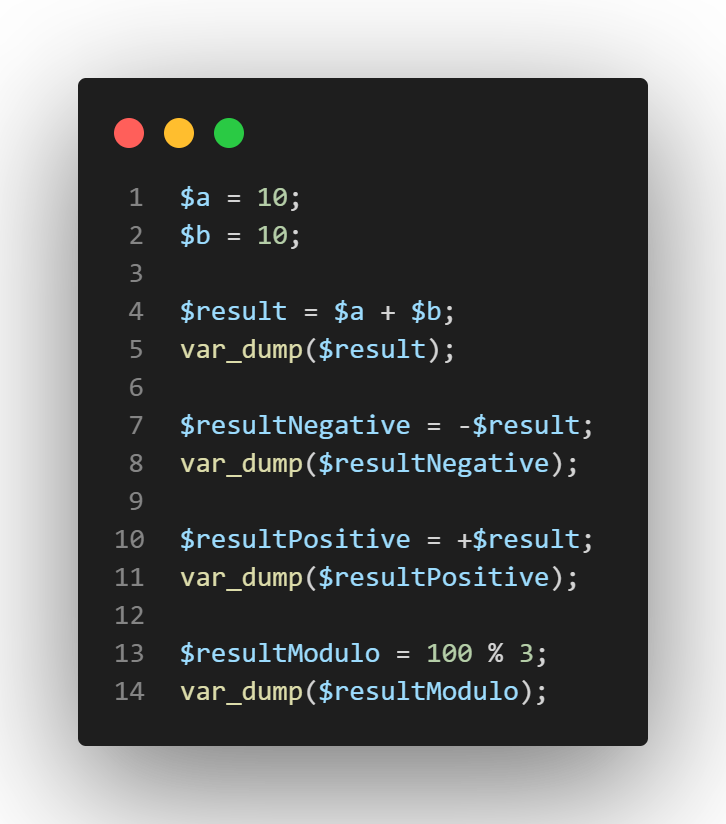 1 $a = 10;
2 $b = 10;
3
4 $result = $a + $b;
5 var_dump($result);
6
7 $resultNegative = -$result;
8 var_dump($resultNegative);
9
10 $resultPositive = +$result;
11 var_dump($resultPositive);
12
13 $resultModulo = 100 % 3;
14 var_dump($resultModulo);